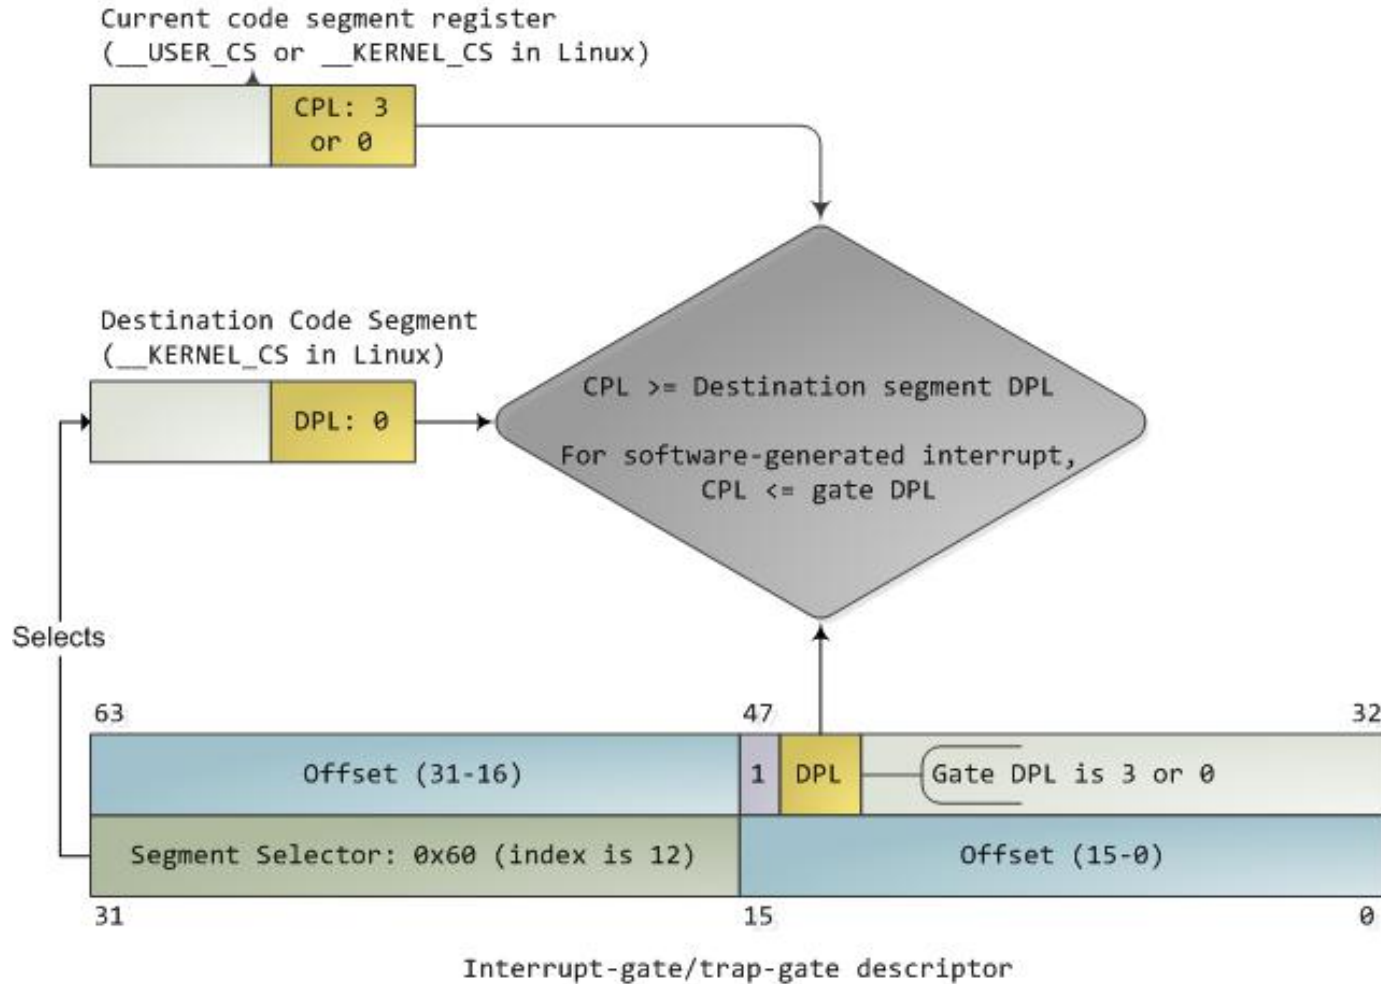 Current code segment register
(__USER_CS or __KERNEL_CS in Linux)
CPL: 3
or 0
Destination Code Segment
(__KERNEL_CS in Linux)
DPL: 0
CPL >= Destination segment DPL
For software-generated interrupt,
CPL <= gate DPL
Selects
63
47
32
Offset (31-16)
1
DPL
Gate DPL is 3 or 0
Segment Selector: 0x60 (index is 12)
Offset (15-0)
31
15
0
Interrupt-gate/trap-gate descriptor